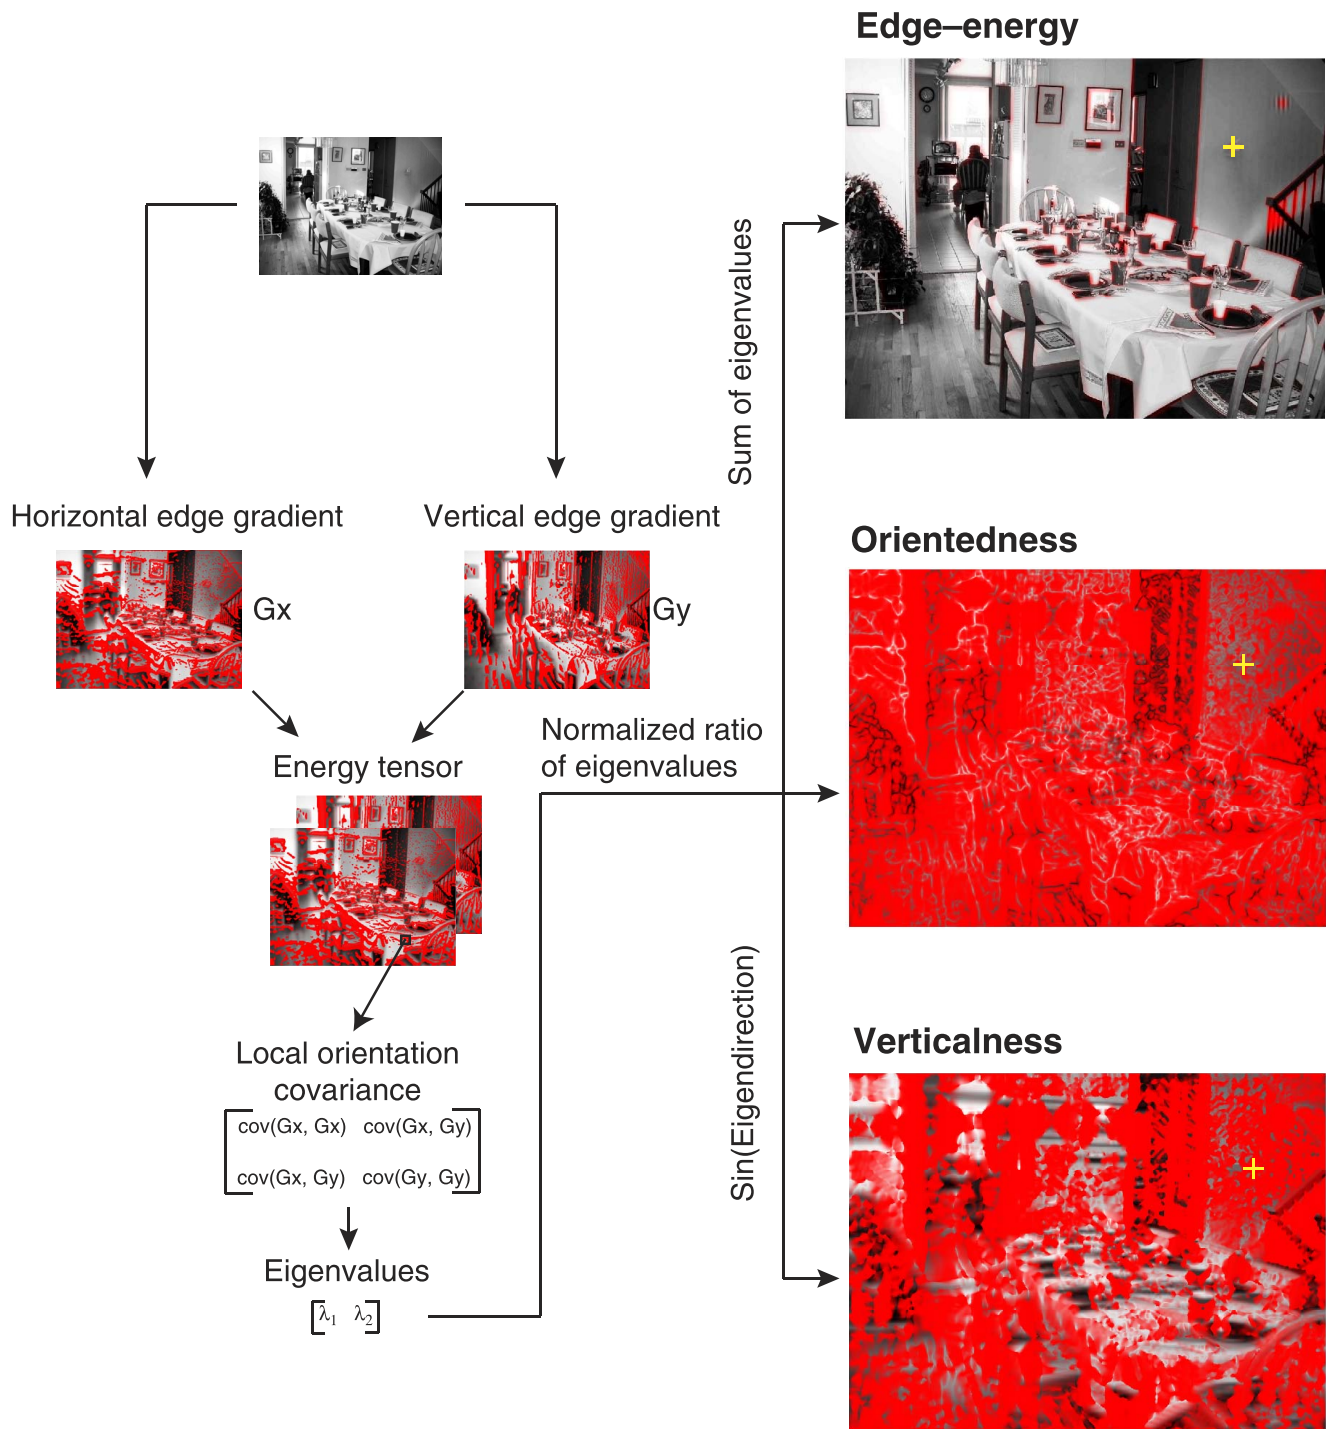 Edge–energy
Sum of eigenvalues
Horizontal edge gradient
Vertical edge gradient
Gx
Gy
Orientedness
Normalized ratio
of eigenvalues
Energy tensor
Local orientation
covariance
cov(Gx, Gx) cov(Gx, Gy)
cov(Gx, Gy) cov(Gy, Gy)
Eigenvalues
λ1 λ2
Sin(Eigendirection)
Verticalness